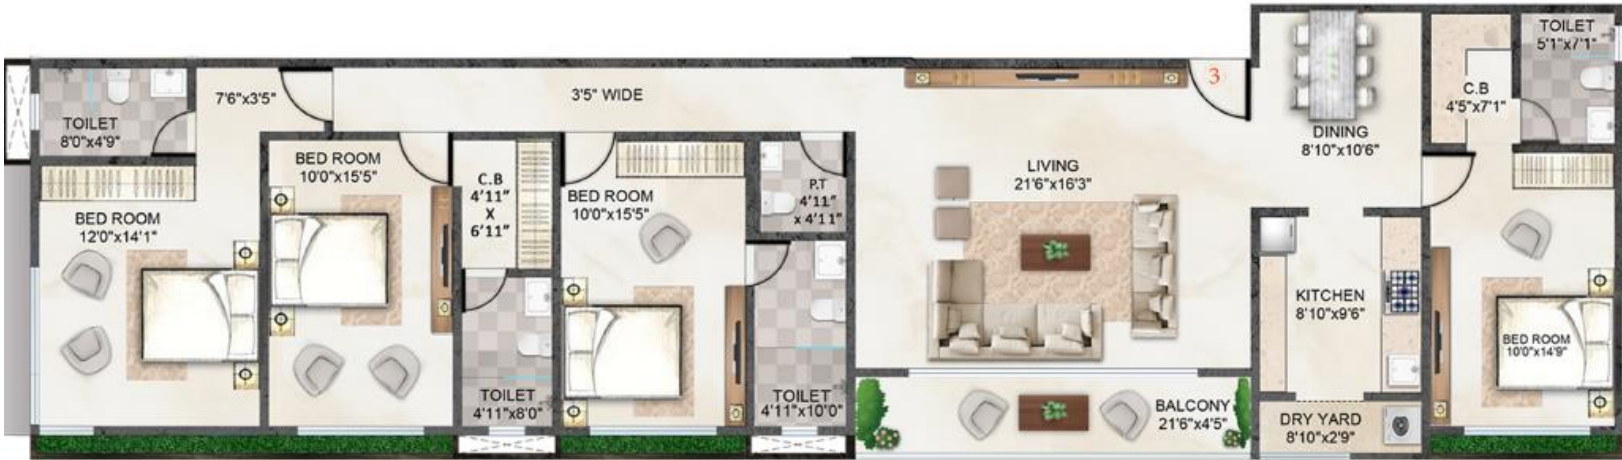 TOILET
8'0"x4'9"
7'6"x3'5"
3'5" WIDE
BED ROOM
12'0"x14'1"
BED ROOM
10'0"x15'5"
C.B
4'11"
X
6'11"
TOILET
4'11"x8'0"
BED ROOM
10'0"x15'5"
P.T
4'11"
x 4'11"
TOILET
4'11"x10'0"
LIVING
21'6"x16'3"
BALCONY
21'6"x4'5"
3
DINING
8'10"x10'6"
KITCHEN
8'10"x9'6"
DRY YARD
8'10"x2'9"
C.B
4'5"x7'1"
TOILET
5'1"x7'1"
BED ROOM
10'0"x14'9"